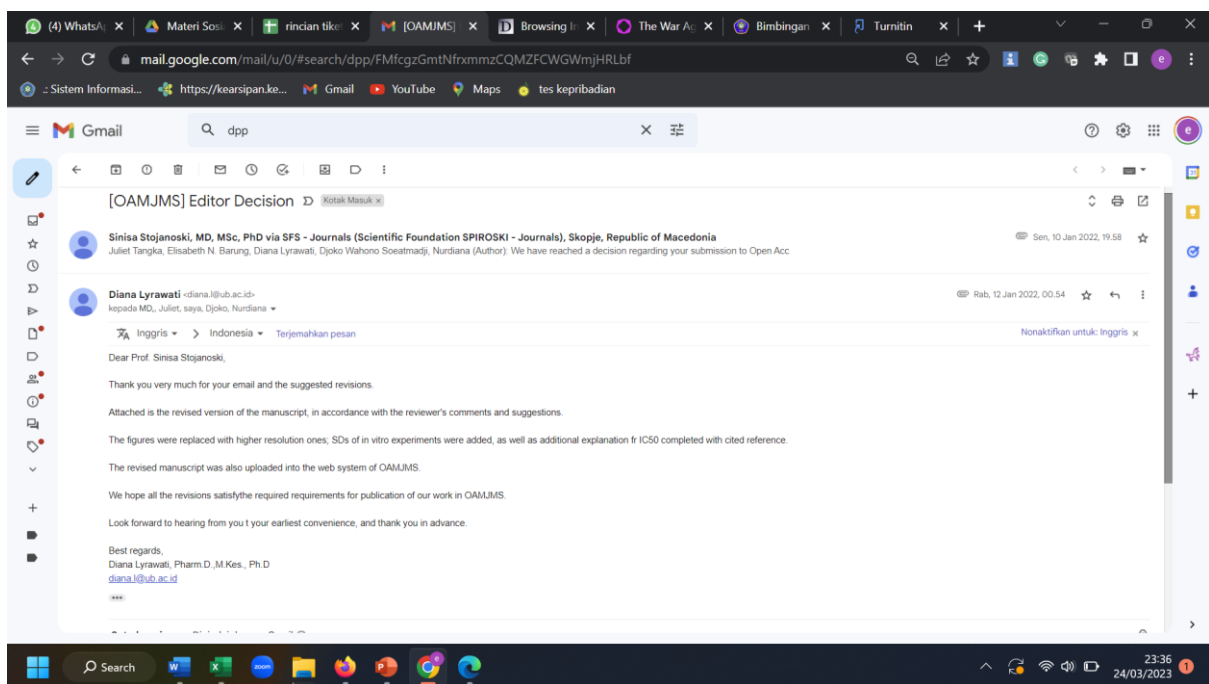 (4) WhatsA
Materi Sosi
rincian tike
[OAMJMS]
Browsing In
The War Ag
Bimbingan
Turnitin
mail.google.com/mail/u/0/#search/dpp/FMfcgzGmtNfrxmmzCQMZFCWGWmjHRLbf
.: Sistem Informasi...
https://kearsipan.ke...
Gmail
YouTube
Maps
tes kepribadian
Gmail
dpp
[OAMJMS] Editor Decision
Kotak Masuk ×
Sinisa Stojanoski, MD, MSc, PhD via SFS - Journals (Scientific Foundation SPIROSKI - Journals), Skopje, Republic of Macedonia
Sen, 10 Jan 2022, 19.58
Juliet Tangka, Elisabeth N. Barung, Diana Lyrawati, Djoko Wahono Soeatmadji, Nurdiana (Author): We have reached a decision regarding your submission to Open Acc
Diana Lyrawati <diana.l@ub.ac.id>
Rab, 12 Jan 2022, 00.54
kepada MD,, Juliet, saya, Djoko, Nurdiana
Inggris > Indonesia Terjemahkan pesan
Nonaktifkan untuk: Inggris x
Dear Prof. Sinisa Stojanoski,
Thank you very much for your email and the suggested revisions.
Attached is the revised version of the manuscript, in accordance with the reviewer's comments and suggestions.
The figures were replaced with higher resolution ones; SDs of in vitro experiments were added, as well as additional explanation fr IC50 completed with cited reference.
The revised manuscript was also uploaded into the web system of OAMJMS.
We hope all the revisions satisfythe required requirements for publication of our work in OAMJMS.
Look forward to hearing from you t your earliest convenience, and thank you in advance.
Best regards,
Diana Lyrawati, Pharm.D.,M.Kes., Ph.D
diana.l@ub.ac.id
Search
23:36
24/03/2023
1